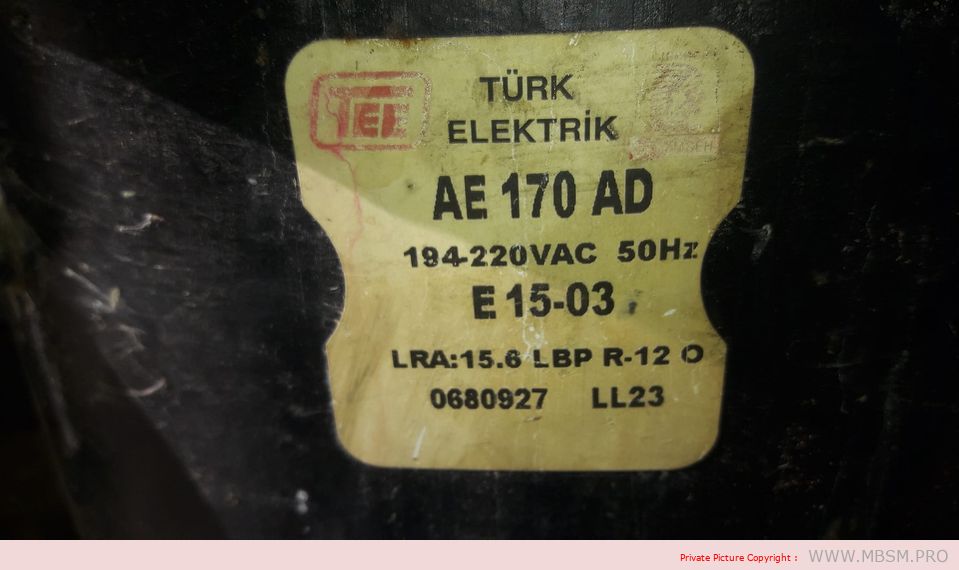 TEE
TÜRK
ELEKTRİK
AE 170 AD
194-220VAC 50Hz
E 15-03
LRA:15.6 LBP R-12 O
0680927 LL23
Private Picture Copyright : WWW.MBSM.PRO